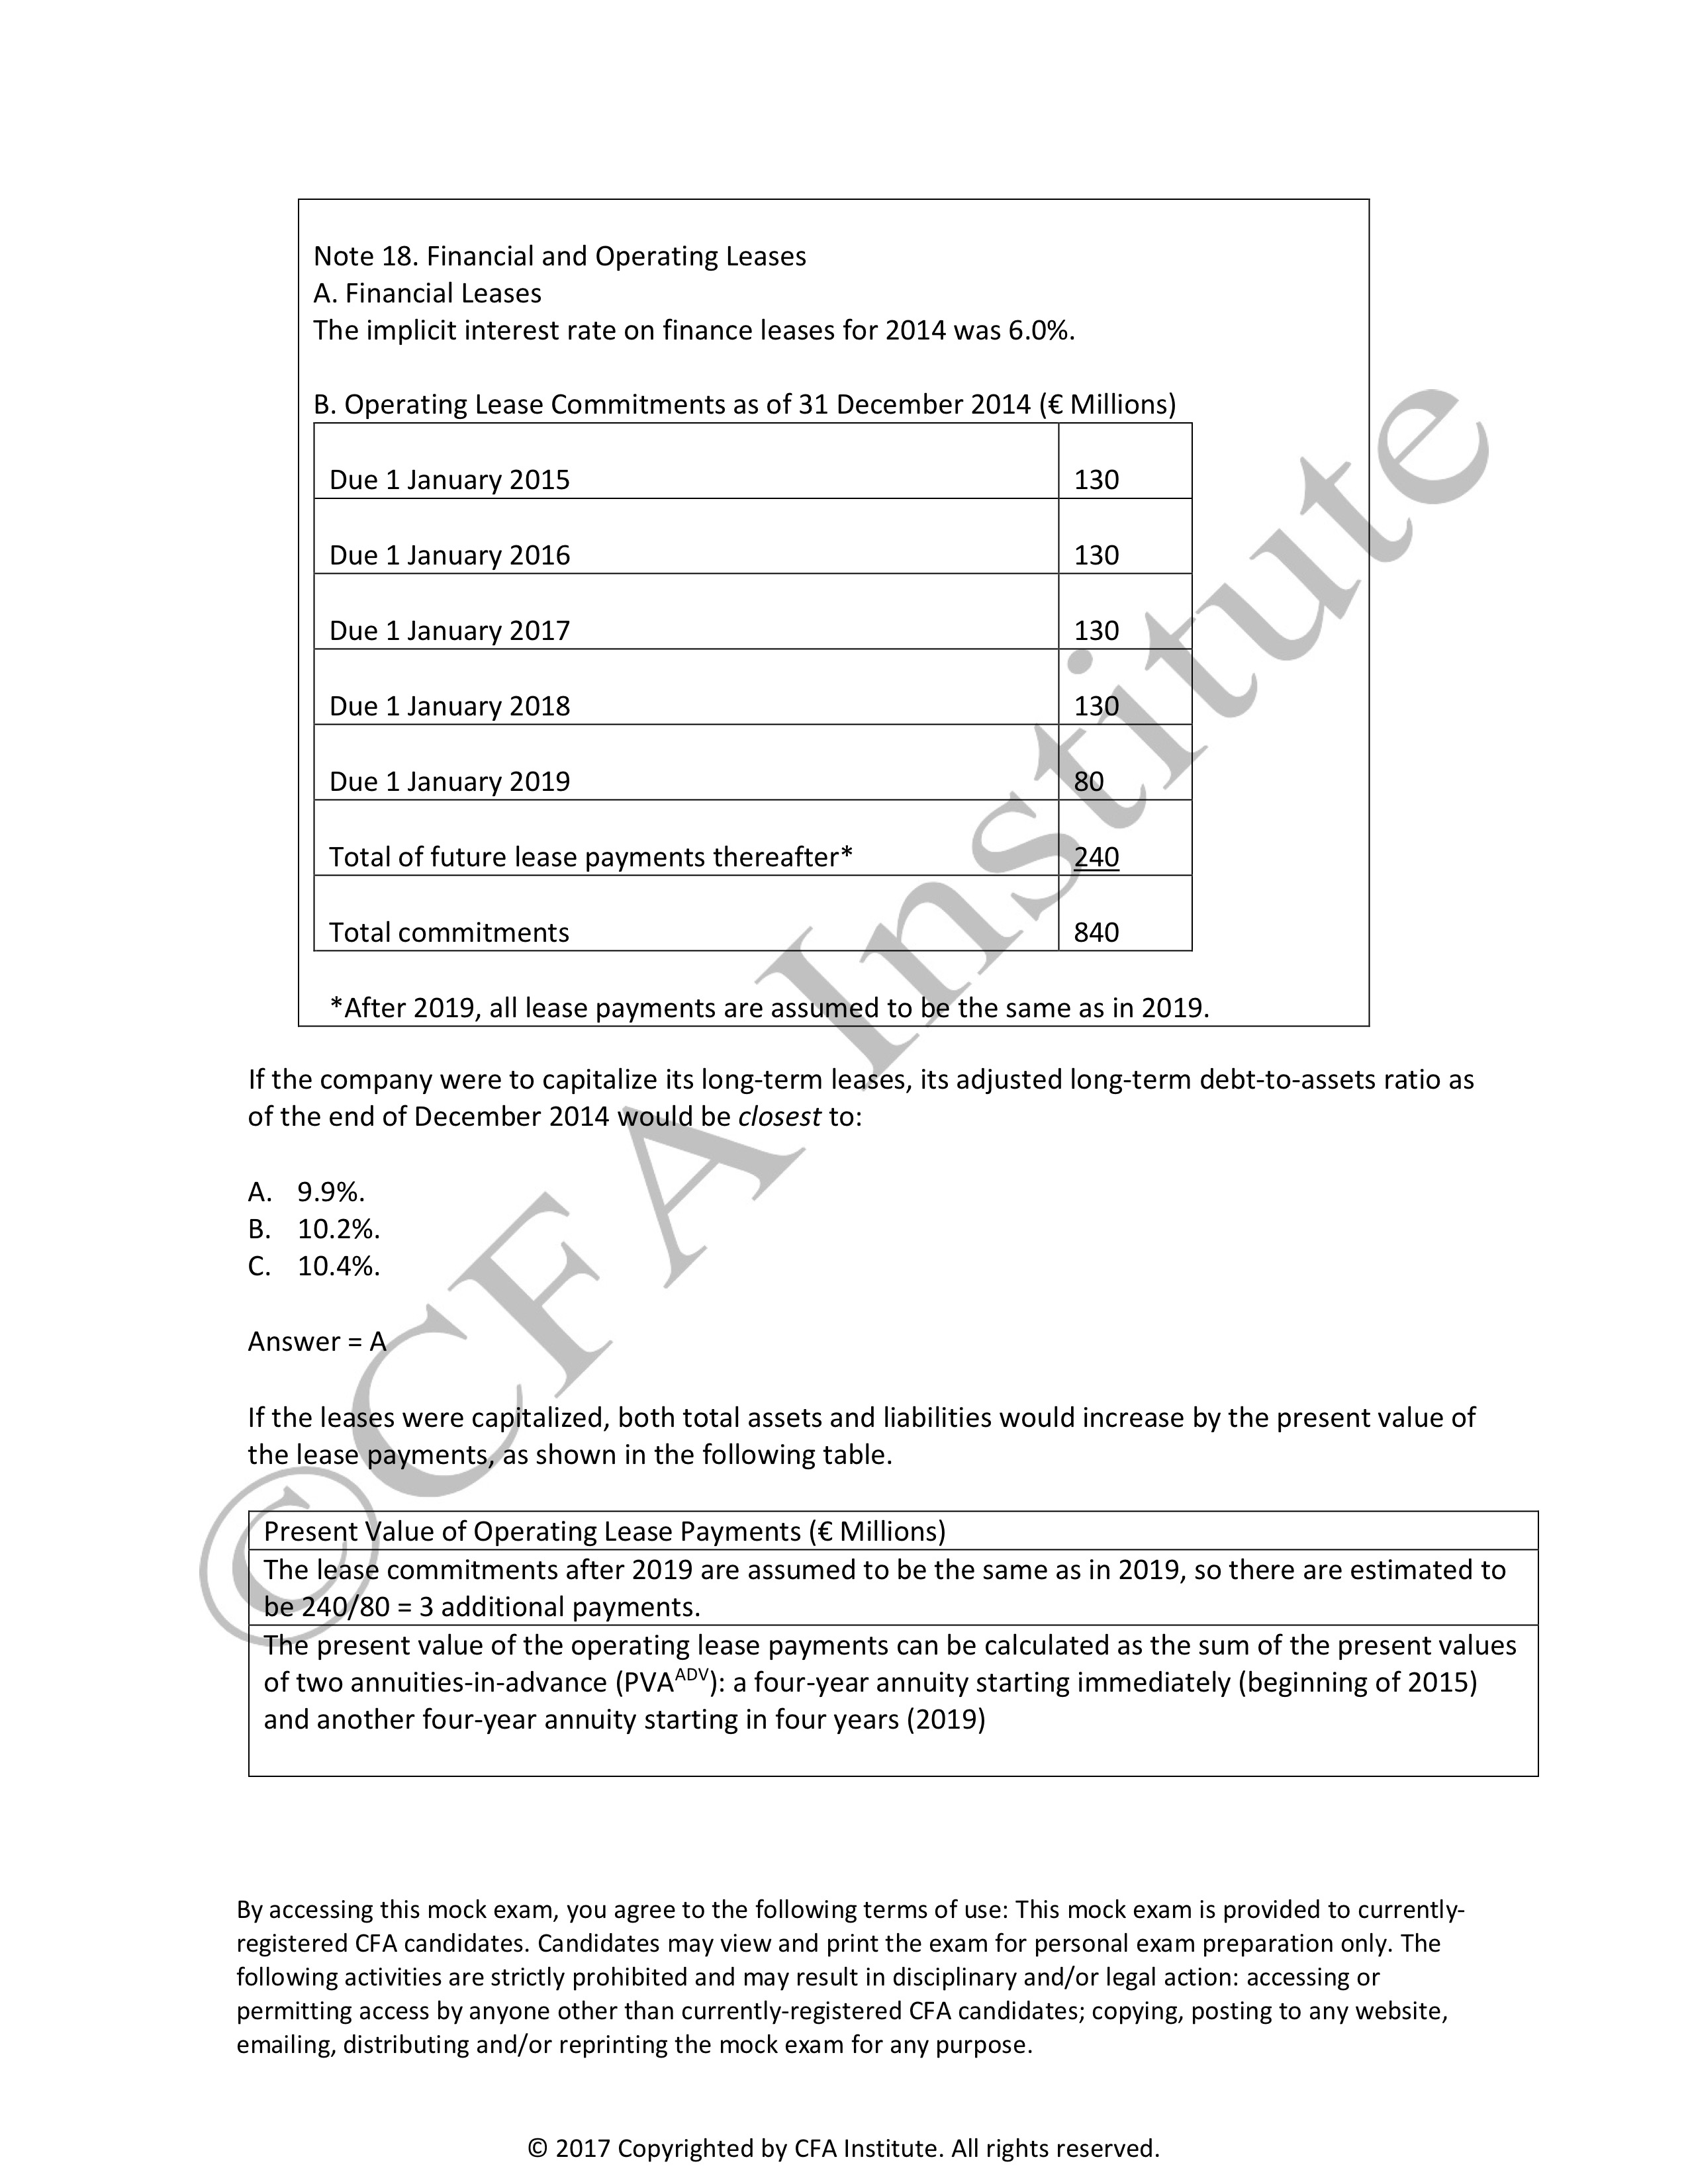 Note 18. Financial and Operating Leases
A. Financial Leases
The implicit interest rate on finance leases for 2014 was 6.0%.
B. Operating Lease Commitments as of 31 December 2014 (€ Millions)
Due 1 January 2015 130
Due 1 January 2016 130
Due 1 January 2017 130
Due 1 January 2018 130
Due 1 January 2019 80
Total of future lease payments thereafter* 240
Total commitments 840
*After 2019, all lease payments are assumed to be the same as in 2019.
If the company were to capitalize its long-term leases, its adjusted long-term debt-to-assets ratio as
of the end of December 2014 would be closest to:
A. 9.9%.
B. 10.2%.
C. 10.4%.
Answer = A
If the leases were capitalized, both total assets and liabilities would increase by the present value of
the lease payments, as shown in the following table.
Present Value of Operating Lease Payments (€ Millions)
The lease commitments after 2019 are assumed to be the same as in 2019, so there are estimated to
be 240/80 = 3 additional payments.
The present value of the operating lease payments can be calculated as the sum of the present values
of two annuities-in-advance (PVA^ADV): a four-year annuity starting immediately (beginning of 2015)
and another four-year annuity starting in four years (2019)
By accessing this mock exam, you agree to the following terms of use: This mock exam is provided to currently-
registered CFA candidates. Candidates may view and print the exam for personal exam preparation only. The
following activities are strictly prohibited and may result in disciplinary and/or legal action: accessing or
permitting access by anyone other than currently-registered CFA candidates; copying, posting to any website,
emailing, distributing and/or reprinting the mock exam for any purpose.
© 2017 Copyrighted by CFA Institute. All rights reserved.
©CFA Institute